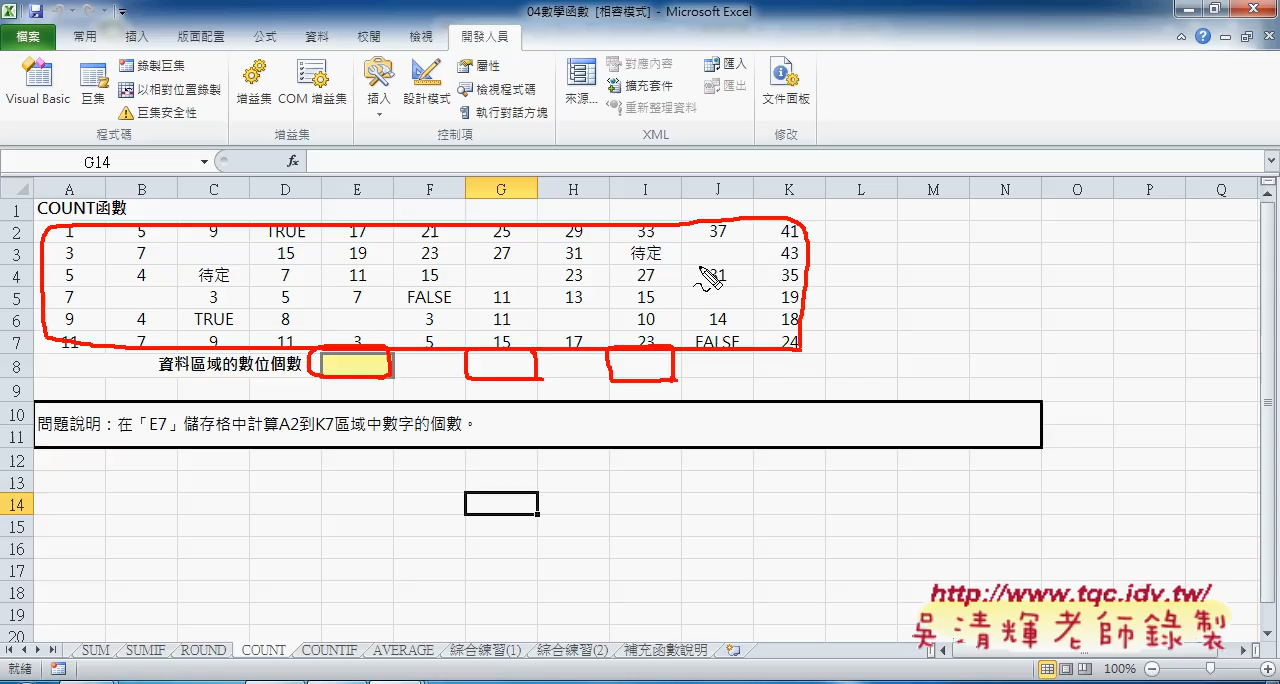 04數學函數 [相容模式] - Microsoft Excel
檔案 常用 插入 版面配置 公式 資料 校閱 檢視 開發人員
Visual Basic 巨集 錄製巨集 以相對位置錄製 巨集安全性 程式碼
增益集 COM 增益集 增益集
插入 設計模式 屬性 檢視程式碼 執行對話方塊 控制項
來源... 對應內容 擴充套件 重新整理資料 匯入 匯出 XML
文件面板 修改
G14 fx
A B C D E F G H I J K L M N O P Q
1 COUNT函數
2 1 5 9 TRUE 17 21 25 29 33 37 41
3 3 7 15 19 23 27 31 待定 43
4 5 4 待定 7 11 15 23 27 31 35
5 7 3 5 7 FALSE 11 13 15 19
6 9 4 TRUE 8 3 11 10 14 18
7 11 7 9 11 3 5 15 17 23 FALSE 24
8 資料區域的數位個數
9
10
問題說明：在「E7」儲存格中計算A2到K7區域中數字的個數。
11
12
13
14
15
16
17
18
19
20
http://www.tqc.idv.tw/
吳清輝老師錄製
SUM SUMIF ROUND COUNT COUNTIF AVERAGE 綜合練習(1) 綜合練習(2) 補充函數說明
就緒 100%